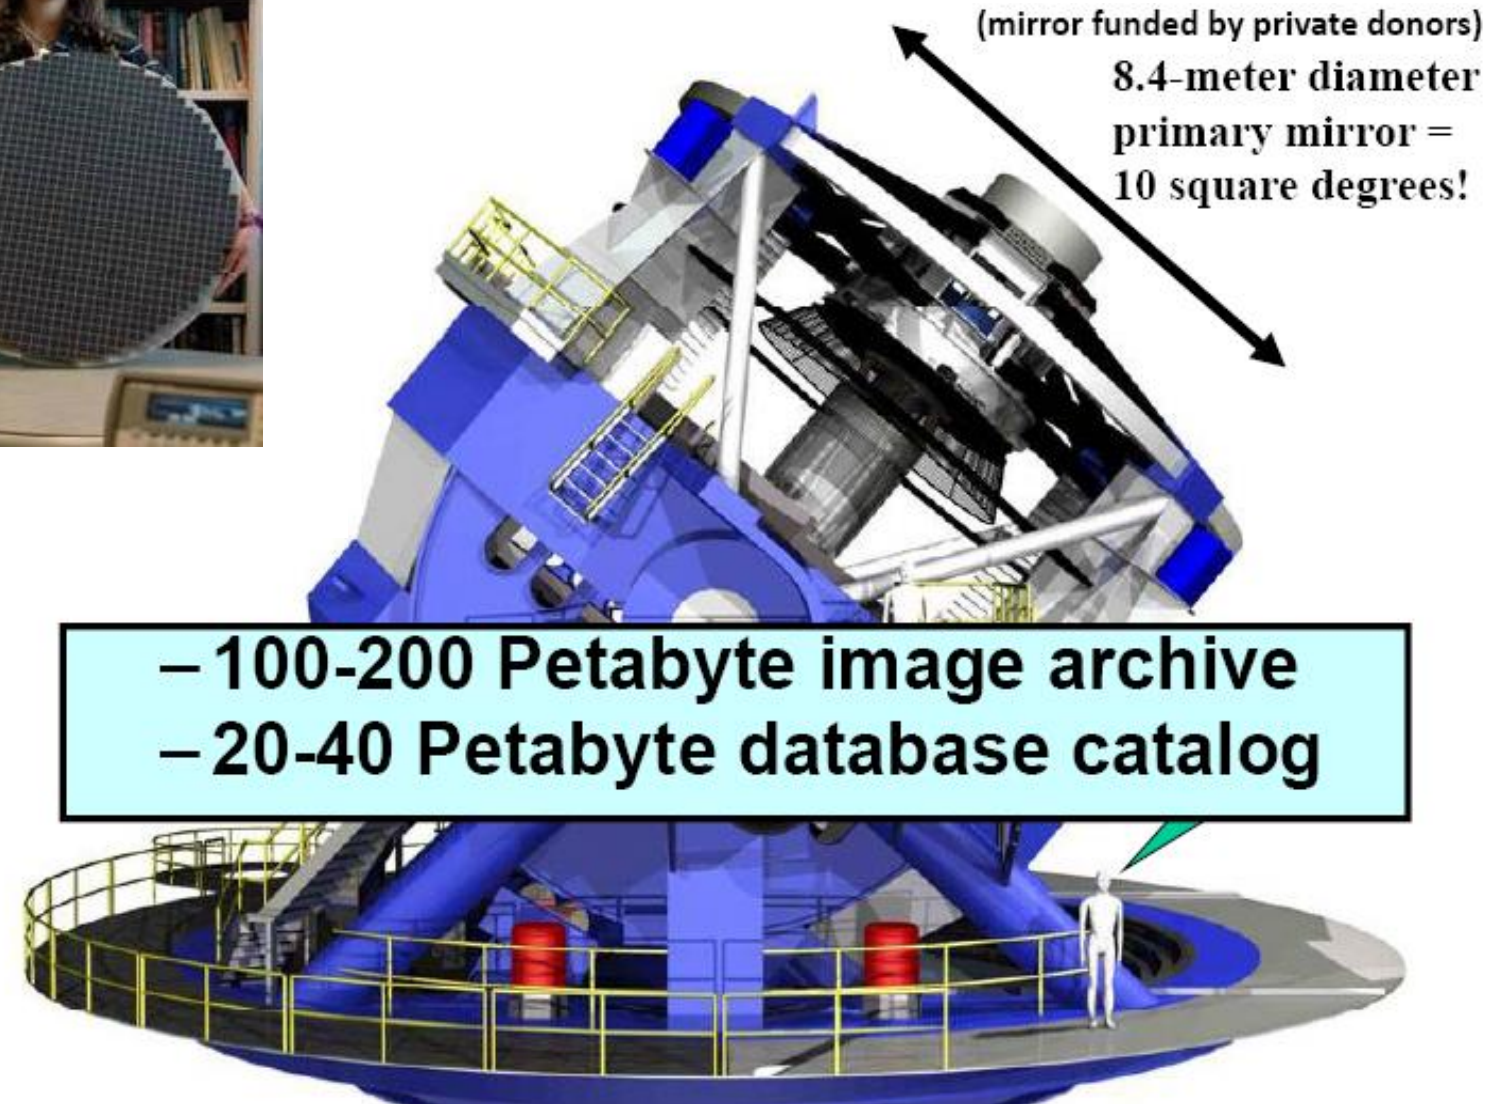 (mirror funded by private donors)
8.4-meter diameter
primary mirror =
10 square degrees!
– 100-200 Petabyte image archive
– 20-40 Petabyte database catalog